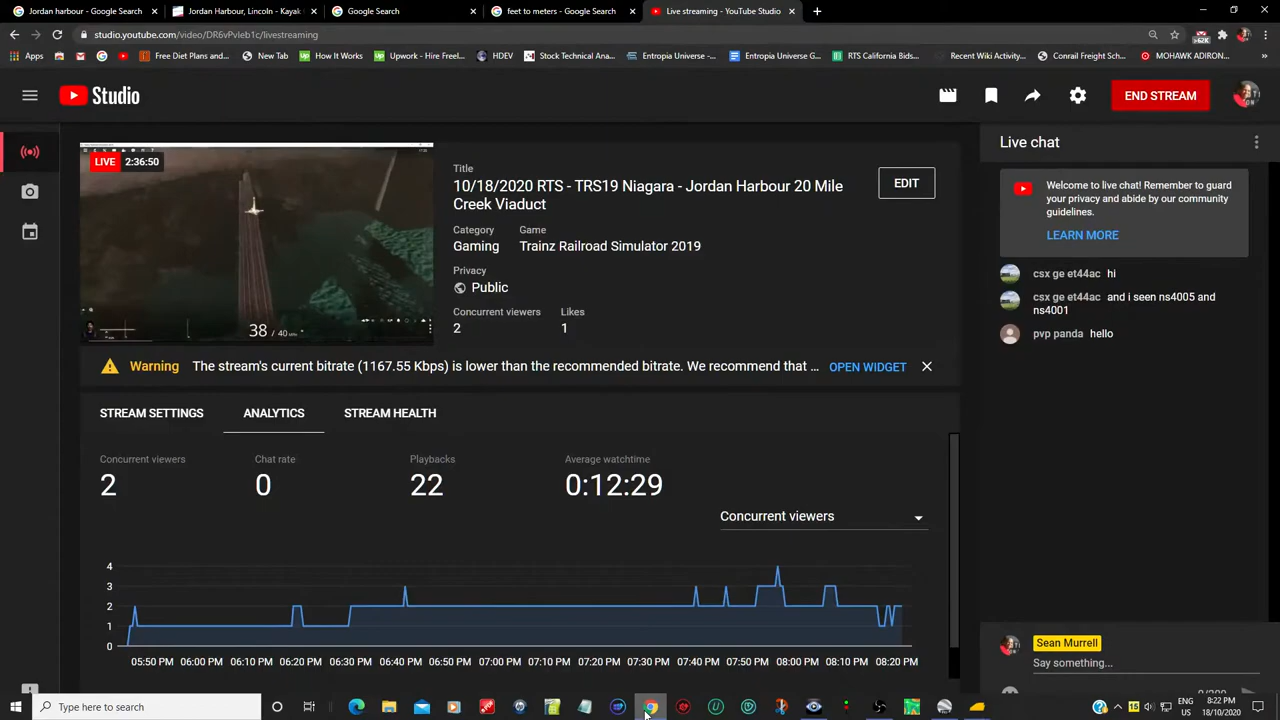 Jordan harbour - Google Search
Jordan Harbour, Lincoln - Kayak
Google Search
feet to meters - Google Search
Live streaming - YouTube Studio
studio.youtube.com/video/DR6vPvIeb1c/livestreaming
Apps
Free Diet Plans and...
New Tab
How It Works
Upwork - Hire Freel...
HDEV
Stock Technical Ana...
Entropia Universe -...
Entropia Universe G...
RTS California Bids...
Recent Wiki Activity...
Conrail Freight Sch...
MOHAWK ADIRON...
Studio
END STREAM
LIVE 2:36:50
38 / 40
Title
10/18/2020 RTS - TRS19 Niagara - Jordan Harbour 20 Mile
Creek Viaduct
EDIT
Category
Game
Gaming
Trainz Railroad Simulator 2019
Privacy
Public
Concurrent viewers
Likes
2
1
Warning
The stream's current bitrate (1167.55 Kbps) is lower than the recommended bitrate. We recommend that ...
OPEN WIDGET
STREAM SETTINGS
ANALYTICS
STREAM HEALTH
Concurrent viewers
Chat rate
Playbacks
Average watchtime
2
0
22
0:12:29
Concurrent viewers
4
3
2
1
0
05:50 PM 06:00 PM 06:10 PM 06:20 PM 06:30 PM 06:40 PM 06:50 PM 07:00 PM 07:10 PM 07:20 PM 07:30 PM 07:40 PM 07:50 PM 08:00 PM 08:10 PM 08:20 PM
Live chat
Welcome to live chat! Remember to guard
your privacy and abide by our community
guidelines.
LEARN MORE
csx ge et44ac hi
csx ge et44ac and i seen ns4005 and
ns4001
pvp panda hello
Sean Murrell
Say something...
0/200
Type here to search
15
ENG
US
8:22 PM
18/10/2020